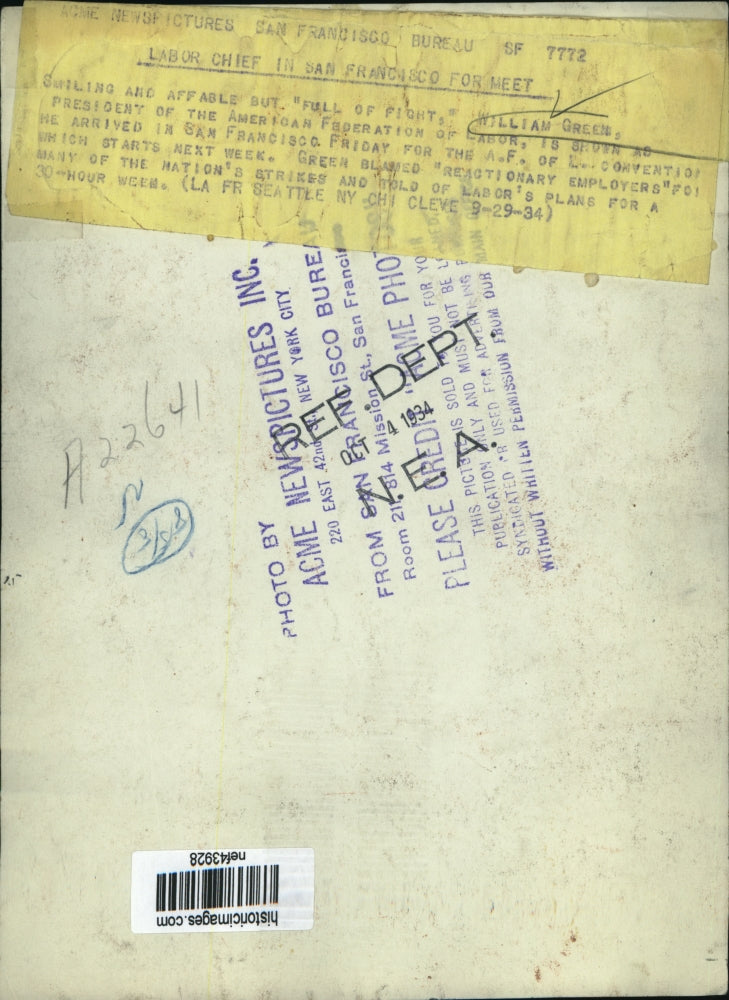 ACME NEWSPICTURES SAN FRANCISCO BUREAU SF 7772
LABOR CHIEF IN SAN FRANCISCO FOR MEET
SMILING AND AFFABLE BUT "FULL OF FIGHT," WILLIAM GREEN,
PRESIDENT OF THE AMERICAN FEDERATION OF LABOR, IS SHOWN AS
HE ARRIVED IN SAN FRANCISCO FRIDAY FOR THE A.F. OF L. CONVENTION
WHICH STARTS NEXT WEEK. GREEN BLAMED "REACTIONARY EMPLOYERS" FO
MANY OF THE NATION'S STRIKES AND TOLD OF LABOR'S PLANS FOR A
30-HOUR WEEK. (LA FR SEATTLE NY CHI CLEVE 9-29-34)
PHOTO BY
ACME NEWSPICTURES INC.
220 EAST 42nd ST. NEW YORK CITY
SAN FRANCISCO BUREAU
FROM
Room 21 814 Mission St., San Franci
PLEASE CREDIT "ACME PHOTO
THIS PICTURE IS SOLD YOU FOR YO
ONLY AND MUST NOT BE
PUBLICATION OR USED FOR ADVERTISING
SYNDICATED FROM OUR MAIN
WITHOUT WRITTEN PERMISSION
REF. DEPT.
OCT 4 1934
N. E. A.
A22641
historicimages.com
nef43928